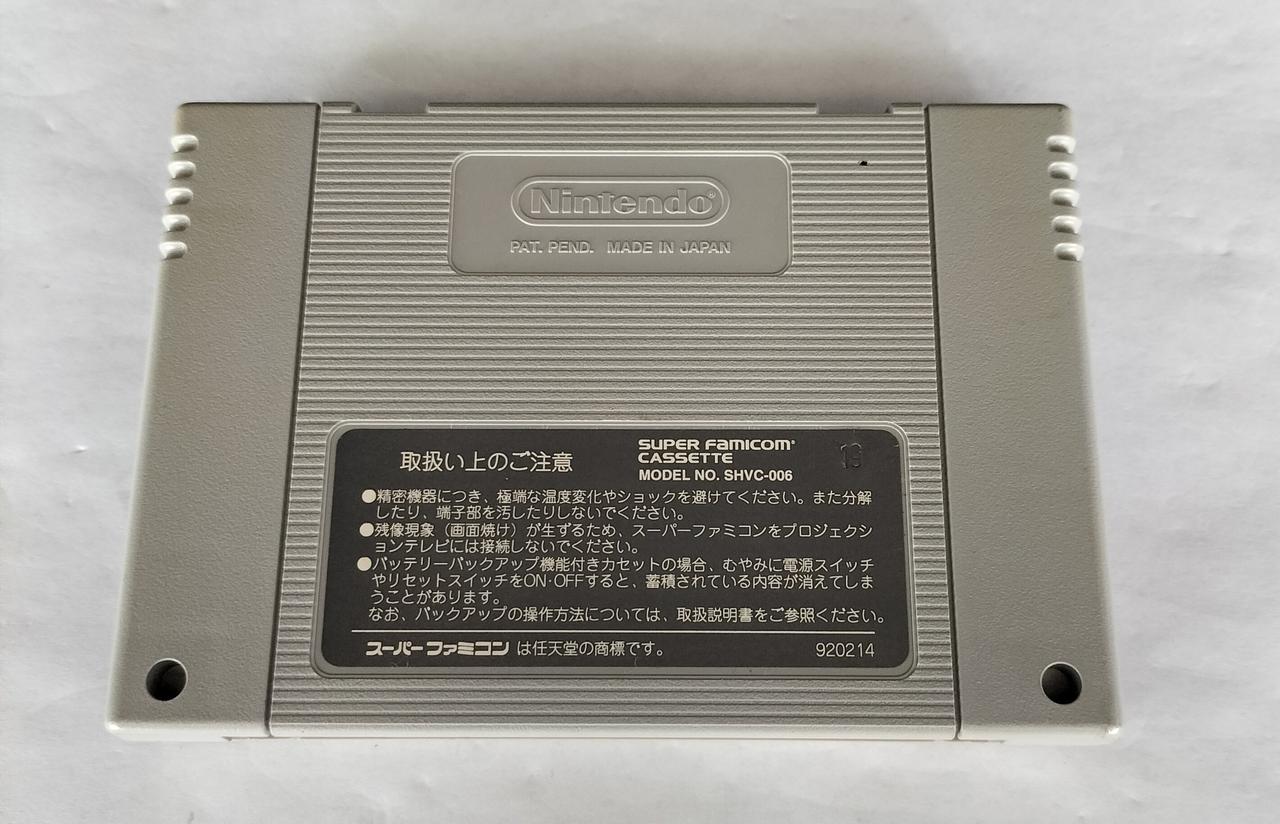 Nintendo®
PAT. PEND. MADE IN JAPAN
取扱い上のご注意
SUPER FAMICOM®
CASSETTE
MODEL NO. SHVC-006
19
●精密機器につき、極端な温度変化やショックを避けてください。また分解
したり、端子部を汚したりしないでください。
●残像現象（画面焼け）が生ずるため、スーパーファミコンをプロジェクシ
ョンテレビには接続しないでください。
●バッテリーバックアップ機能付きカセットの場合、むやみに電源スイッチ
やリセットスイッチをON·OFFすると、蓄積されている内容が消えてしま
うことがあります。
なお、バックアップの操作方法については、取扱説明書をご参照ください。
スーパーファミコン は任天堂の商標です。
920214